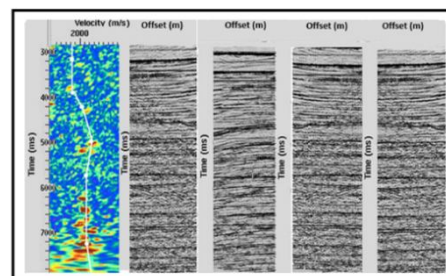 Velocity (m/s)
2000
Offset (m)
Offset (m)
Offset (m)
Offset (m)
3000
4000
5000
6000
7000
Time (ms)
Time (ms)
Time (ms)
Time (ms)
Time (ms)